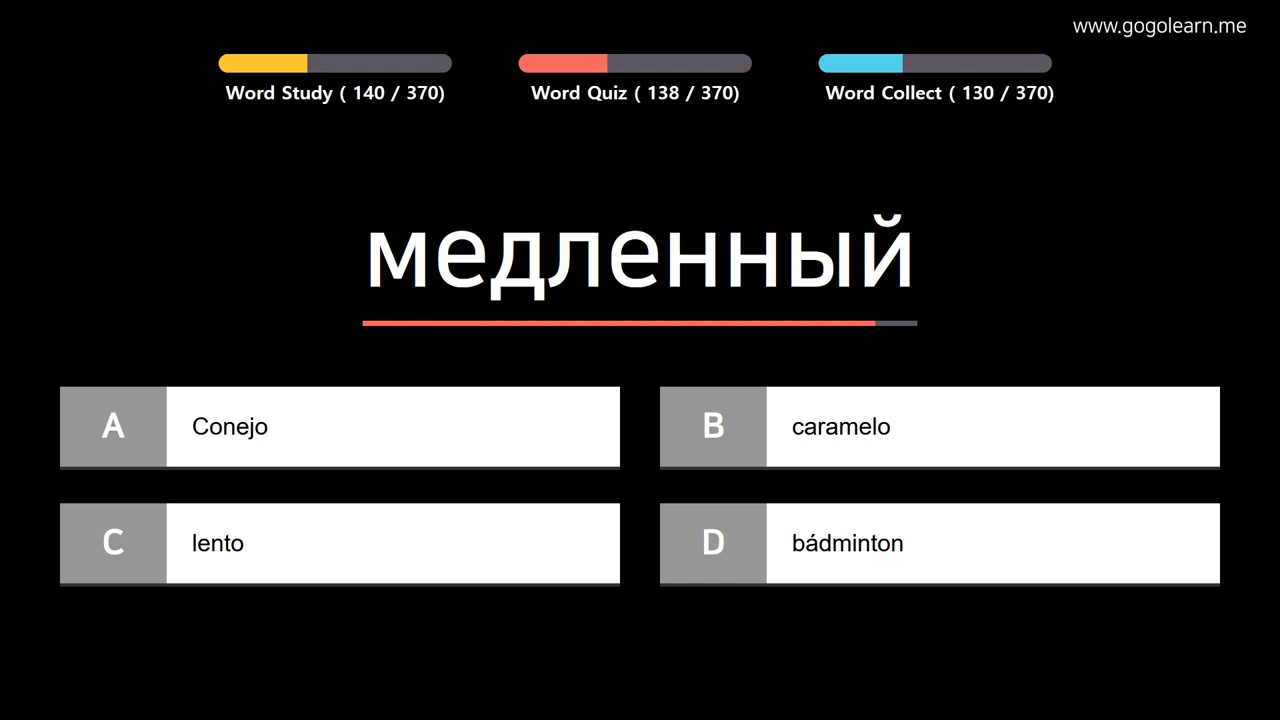 www.gogolearn.me
Word Study ( 140 / 370)
Word Quiz ( 138 / 370)
Word Collect ( 130 / 370)
медленный
A Conejo
B caramelo
C lento
D bádminton